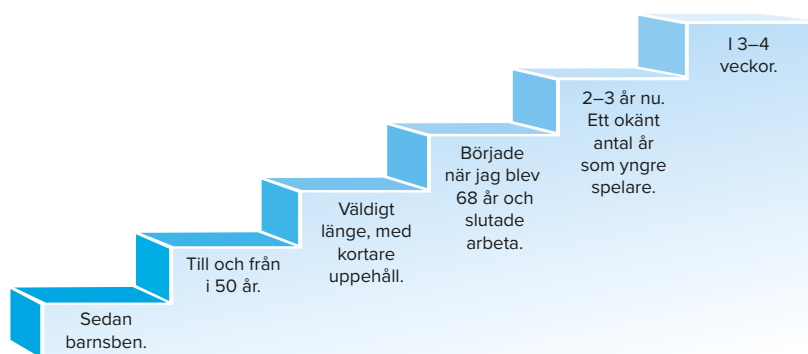 Sedan
barnsben.
Till och från
i 50 år.
Väldigt
länge, med
kortare
uppehåll.
Började
när jag blev
68 år och
slutade
arbeta.
2–3 år nu.
Ett okänt
antal år
som yngre
spelare.
I 3–4
veckor.